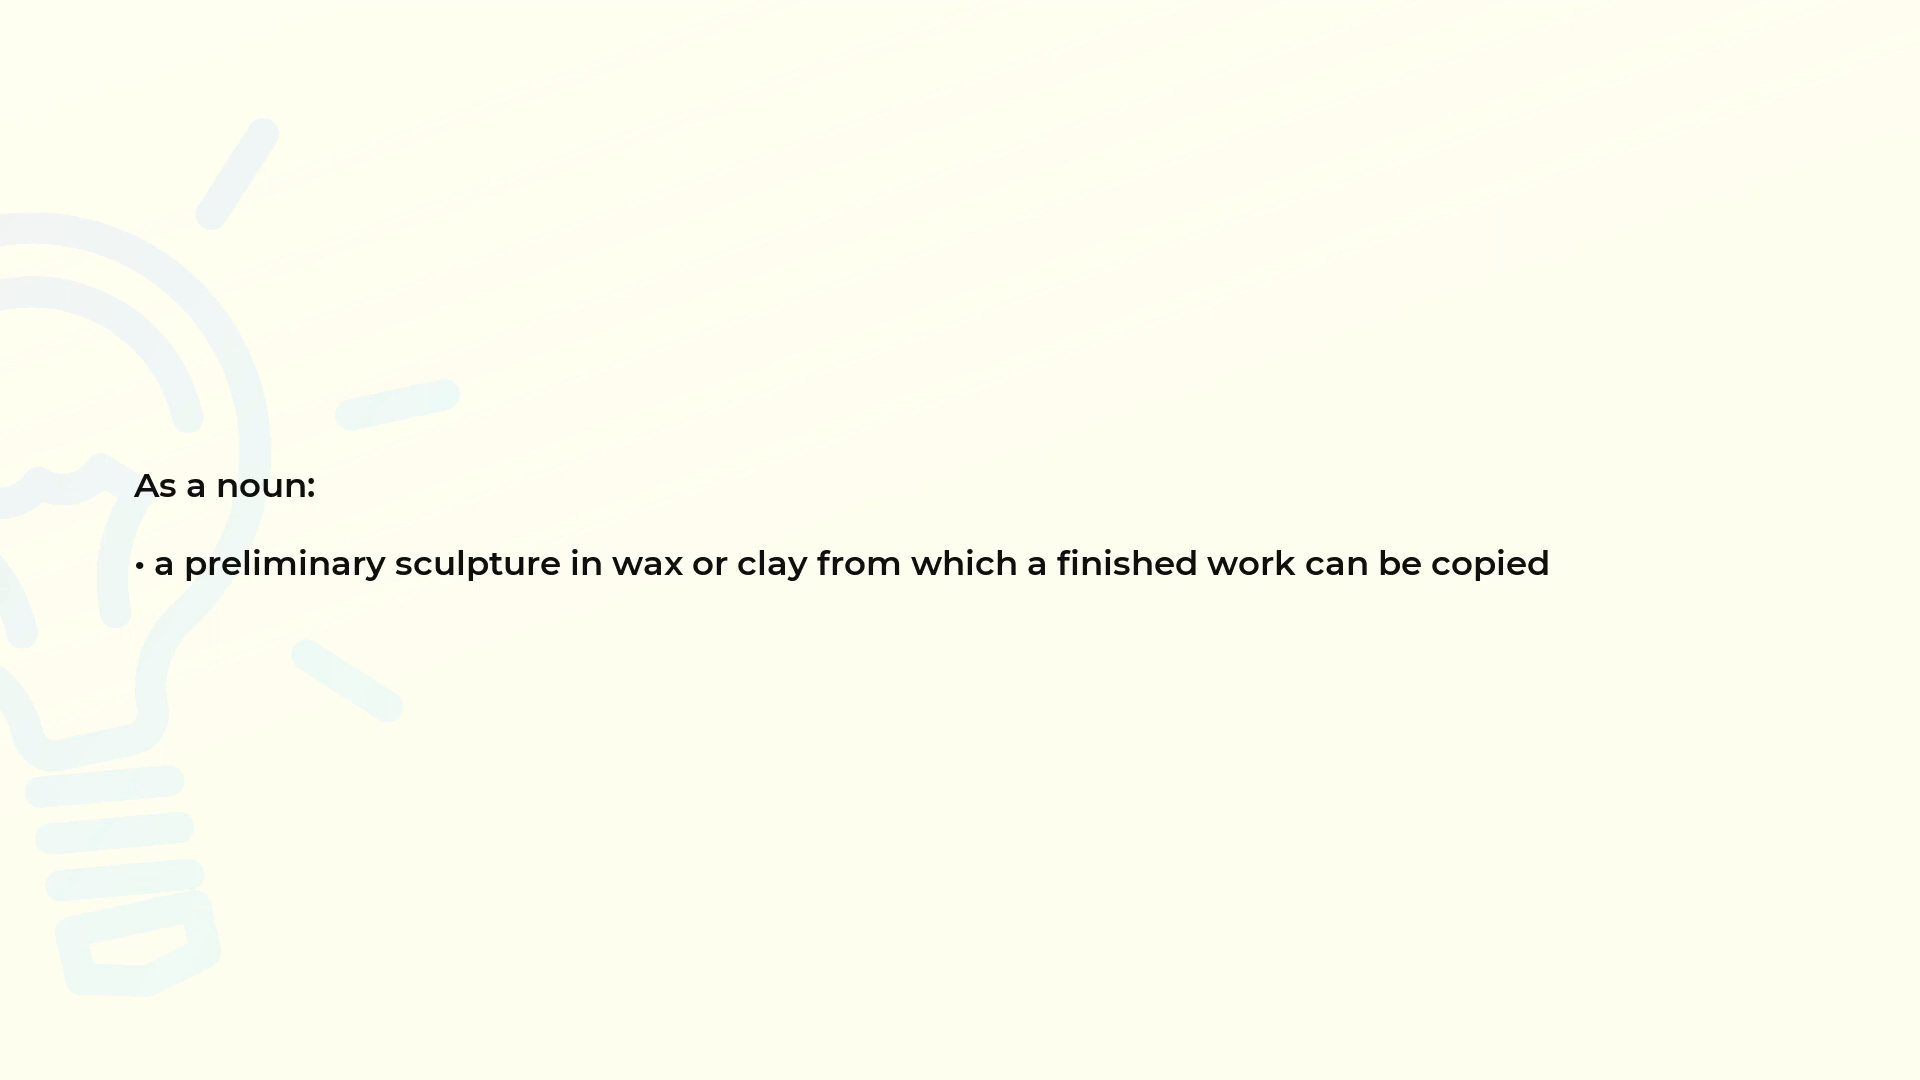 As a noun:
• a preliminary sculpture in wax or clay from which a finished work can be copied